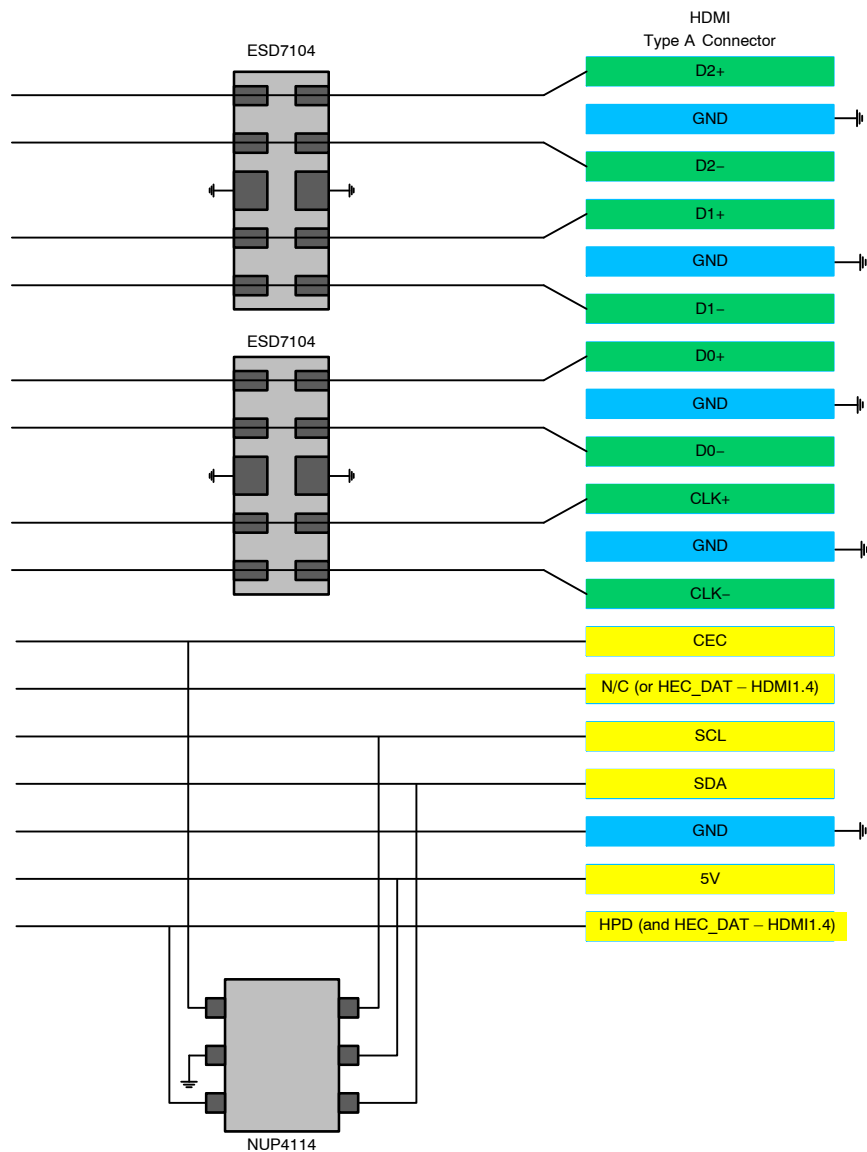 HDMI
Type A Connector
ESD7104
D2+
GND
D2−
D1+
GND
D1−
ESD7104
D0+
GND
D0−
CLK+
GND
CLK−
CEC
N/C (or HEC_DAT – HDMI1.4)
SCL
SDA
GND
5V
HPD (and HEC_DAT – HDMI1.4)
NUP4114